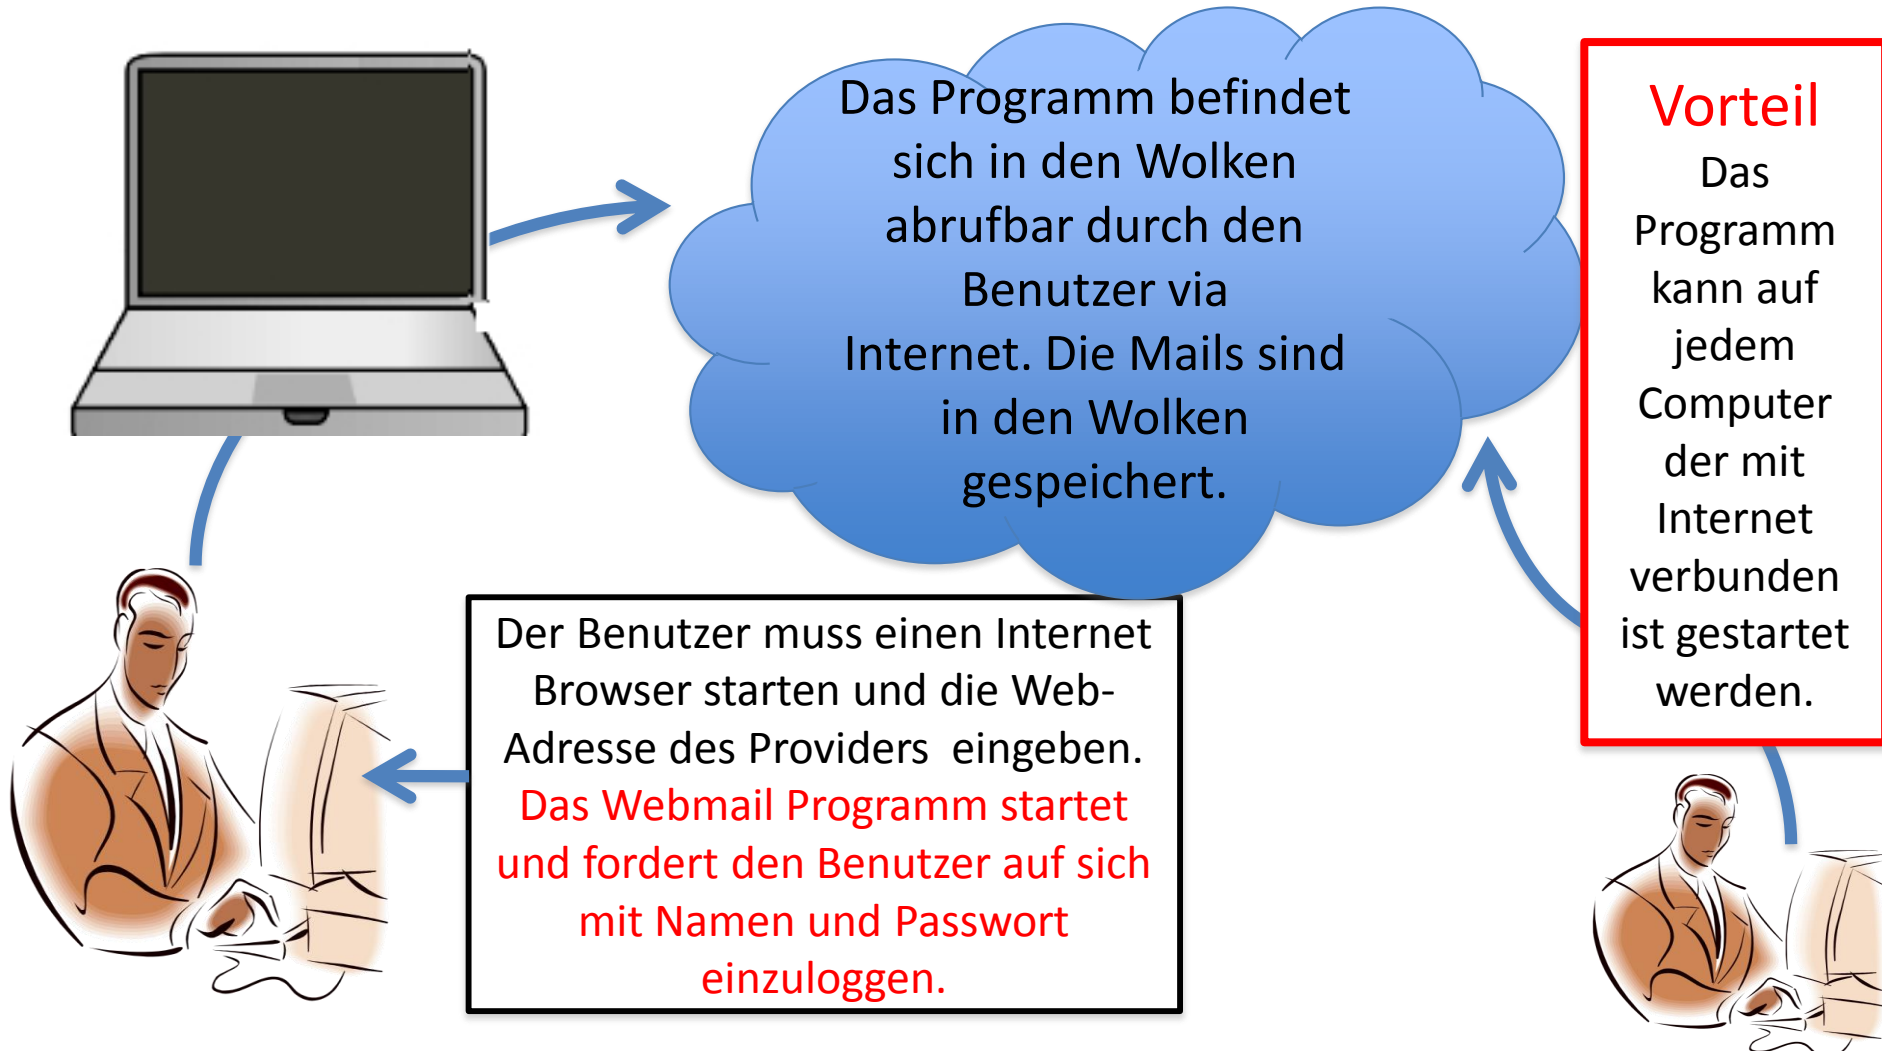 Das Programm befindet
sich in den Wolken
abrufbar durch den
Benutzer via
Internet. Die Mails sind
in den Wolken
gespeichert.
Vorteil
Das
Programm
kann auf
jedem
Computer
der mit
Internet
verbunden
ist gestartet
werden.
Der Benutzer muss einen Internet
Browser starten und die Web-
Adresse des Providers  eingeben.
Das Webmail Programm startet
und fordert den Benutzer auf sich
mit Namen und Passwort
einzuloggen.